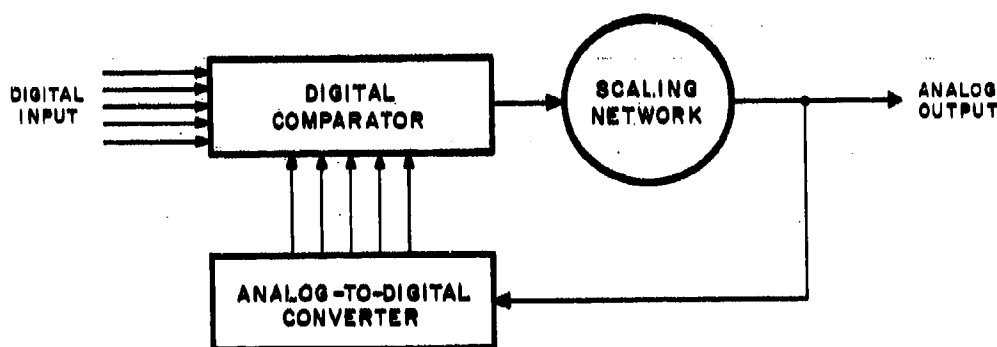 DIGITAL
INPUT
DIGITAL
COMPARATOR
SCALING
NETWORK
ANALOG
OUTPUT
ANALOG-TO-DIGITAL
CONVERTER